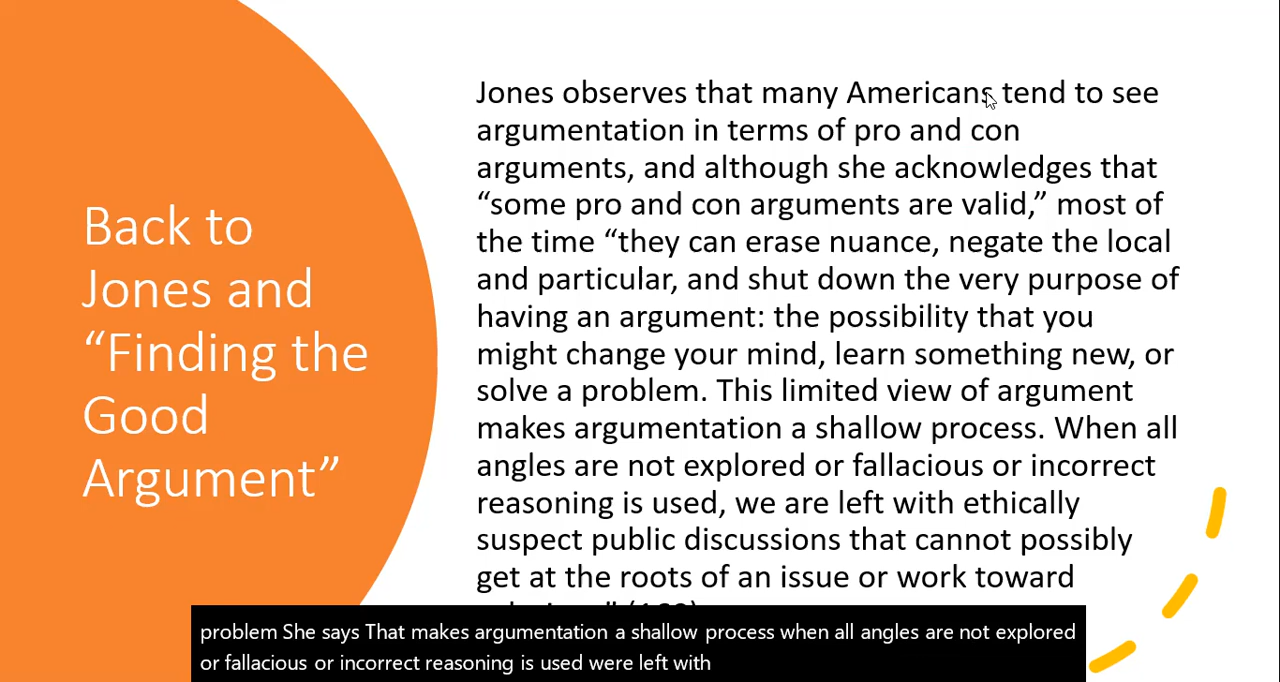 Back to
Jones and
“Finding the
Good
Argument”
Jones observes that many Americans tend to see
argumentation in terms of pro and con
arguments, and although she acknowledges that
“some pro and con arguments are valid,” most of
the time “they can erase nuance, negate the local
and particular, and shut down the very purpose of
having an argument: the possibility that you
might change your mind, learn something new, or
solve a problem. This limited view of argument
makes argumentation a shallow process. When all
angles are not explored or fallacious or incorrect
reasoning is used, we are left with ethically
suspect public discussions that cannot possibly
get at the roots of an issue or work toward
problem She says That makes argumentation a shallow process when all angles are not explored
or fallacious or incorrect reasoning is used were left with